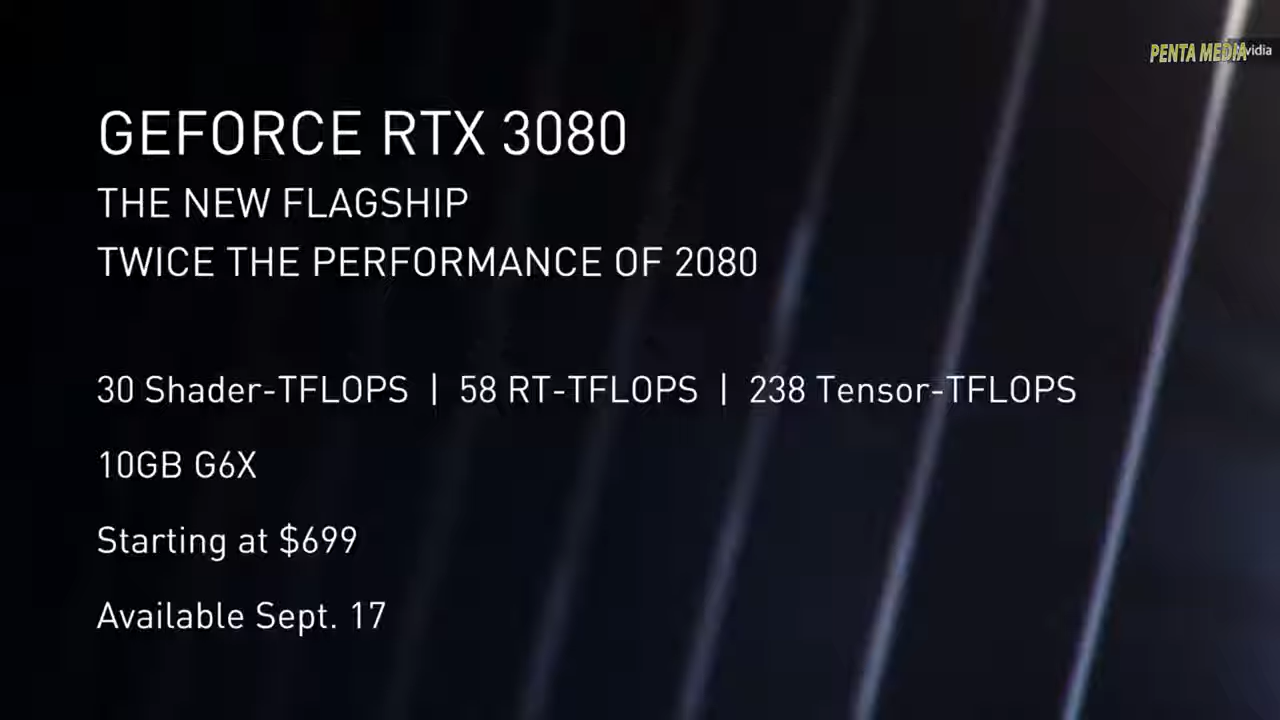 PENTA MEDIA
vidia
GEFORCE RTX 3080
THE NEW FLAGSHIP
TWICE THE PERFORMANCE OF 2080
30 Shader-TFLOPS | 58 RT-TFLOPS | 238 Tensor-TFLOPS
10GB G6X
Starting at $699
Available Sept. 17